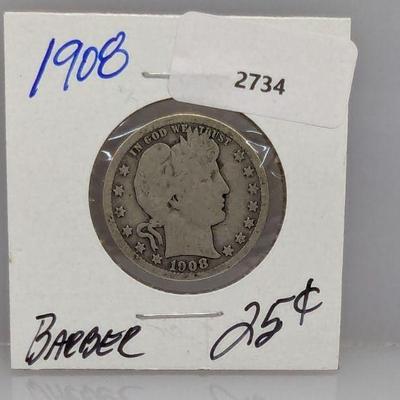 1908
2734
IN GOD WE TRUST
1908
BARBER
25¢